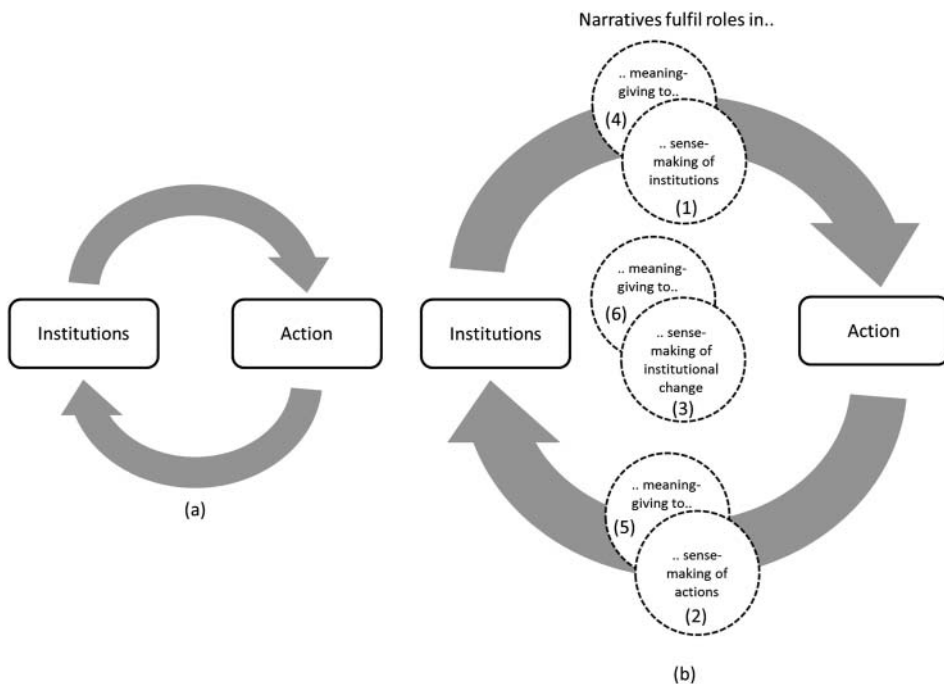 Narratives fulfil roles in..
.. meaning-
giving to..
(4)
.. sense-
making of
institutions
(1)
Institutions
Action
(a)
.. meaning-
giving to..
(6)
.. sense-
making of
institutional
change
(3)
Institutions
Action
.. meaning-
giving to..
(5)
.. sense-
making of
actions
(2)
(b)